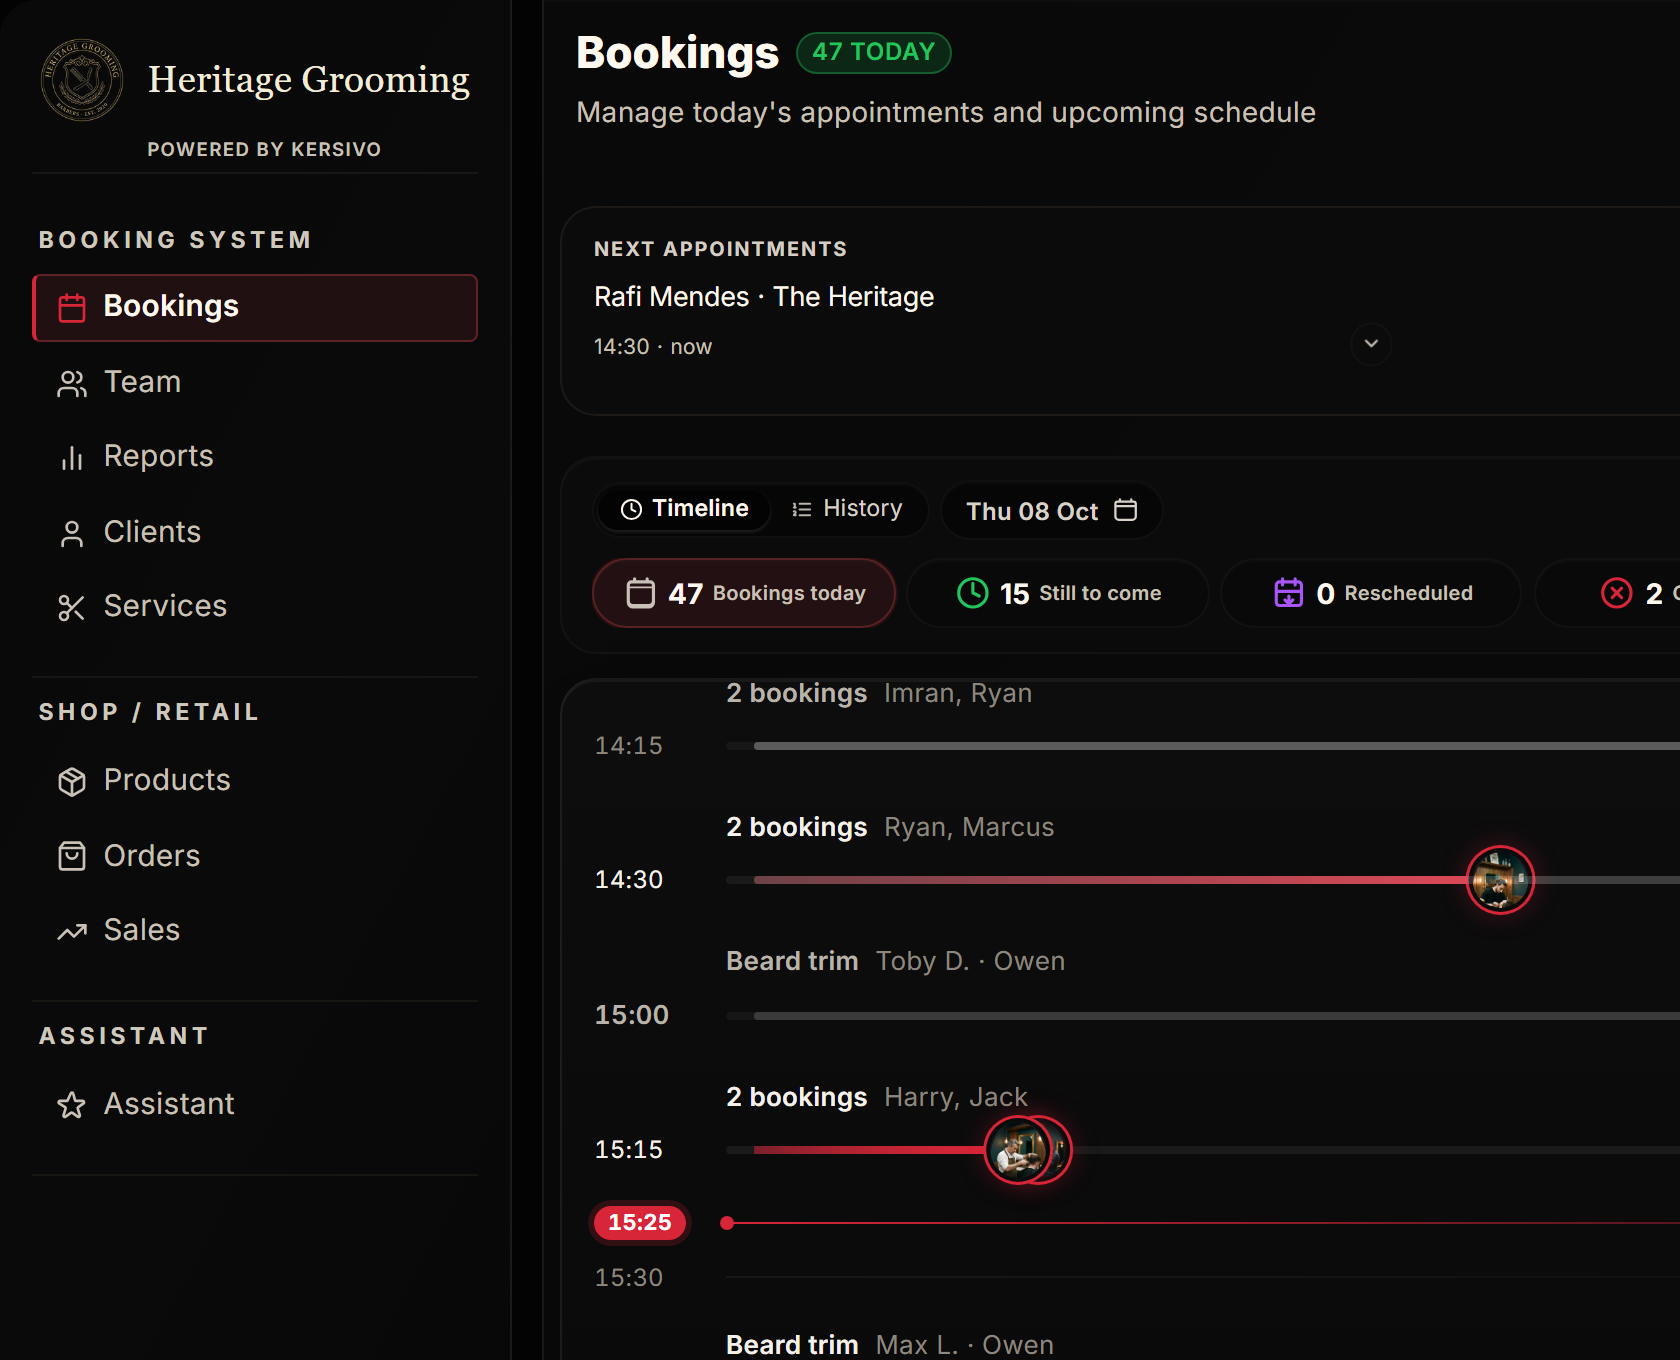 HERITAGE GROOMING
Heritage Grooming
POWERED BY KERSIVO
BOOKING SYSTEM
Bookings
Team
Reports
Clients
Services
SHOP / RETAIL
Products
Orders
Sales
ASSISTANT
Assistant
Bookings 47 TODAY
Manage today's appointments and upcoming schedule
NEXT APPOINTMENTS
Rafi Mendes · The Heritage
14:30 · now
Timeline History Thu 08 Oct
47 Bookings today 15 Still to come 0 Rescheduled 2
2 bookings Imran, Ryan
14:15
2 bookings Ryan, Marcus
14:30
Beard trim Toby D. · Owen
15:00
2 bookings Harry, Jack
15:15
15:25
15:30
Beard trim Max L. · Owen